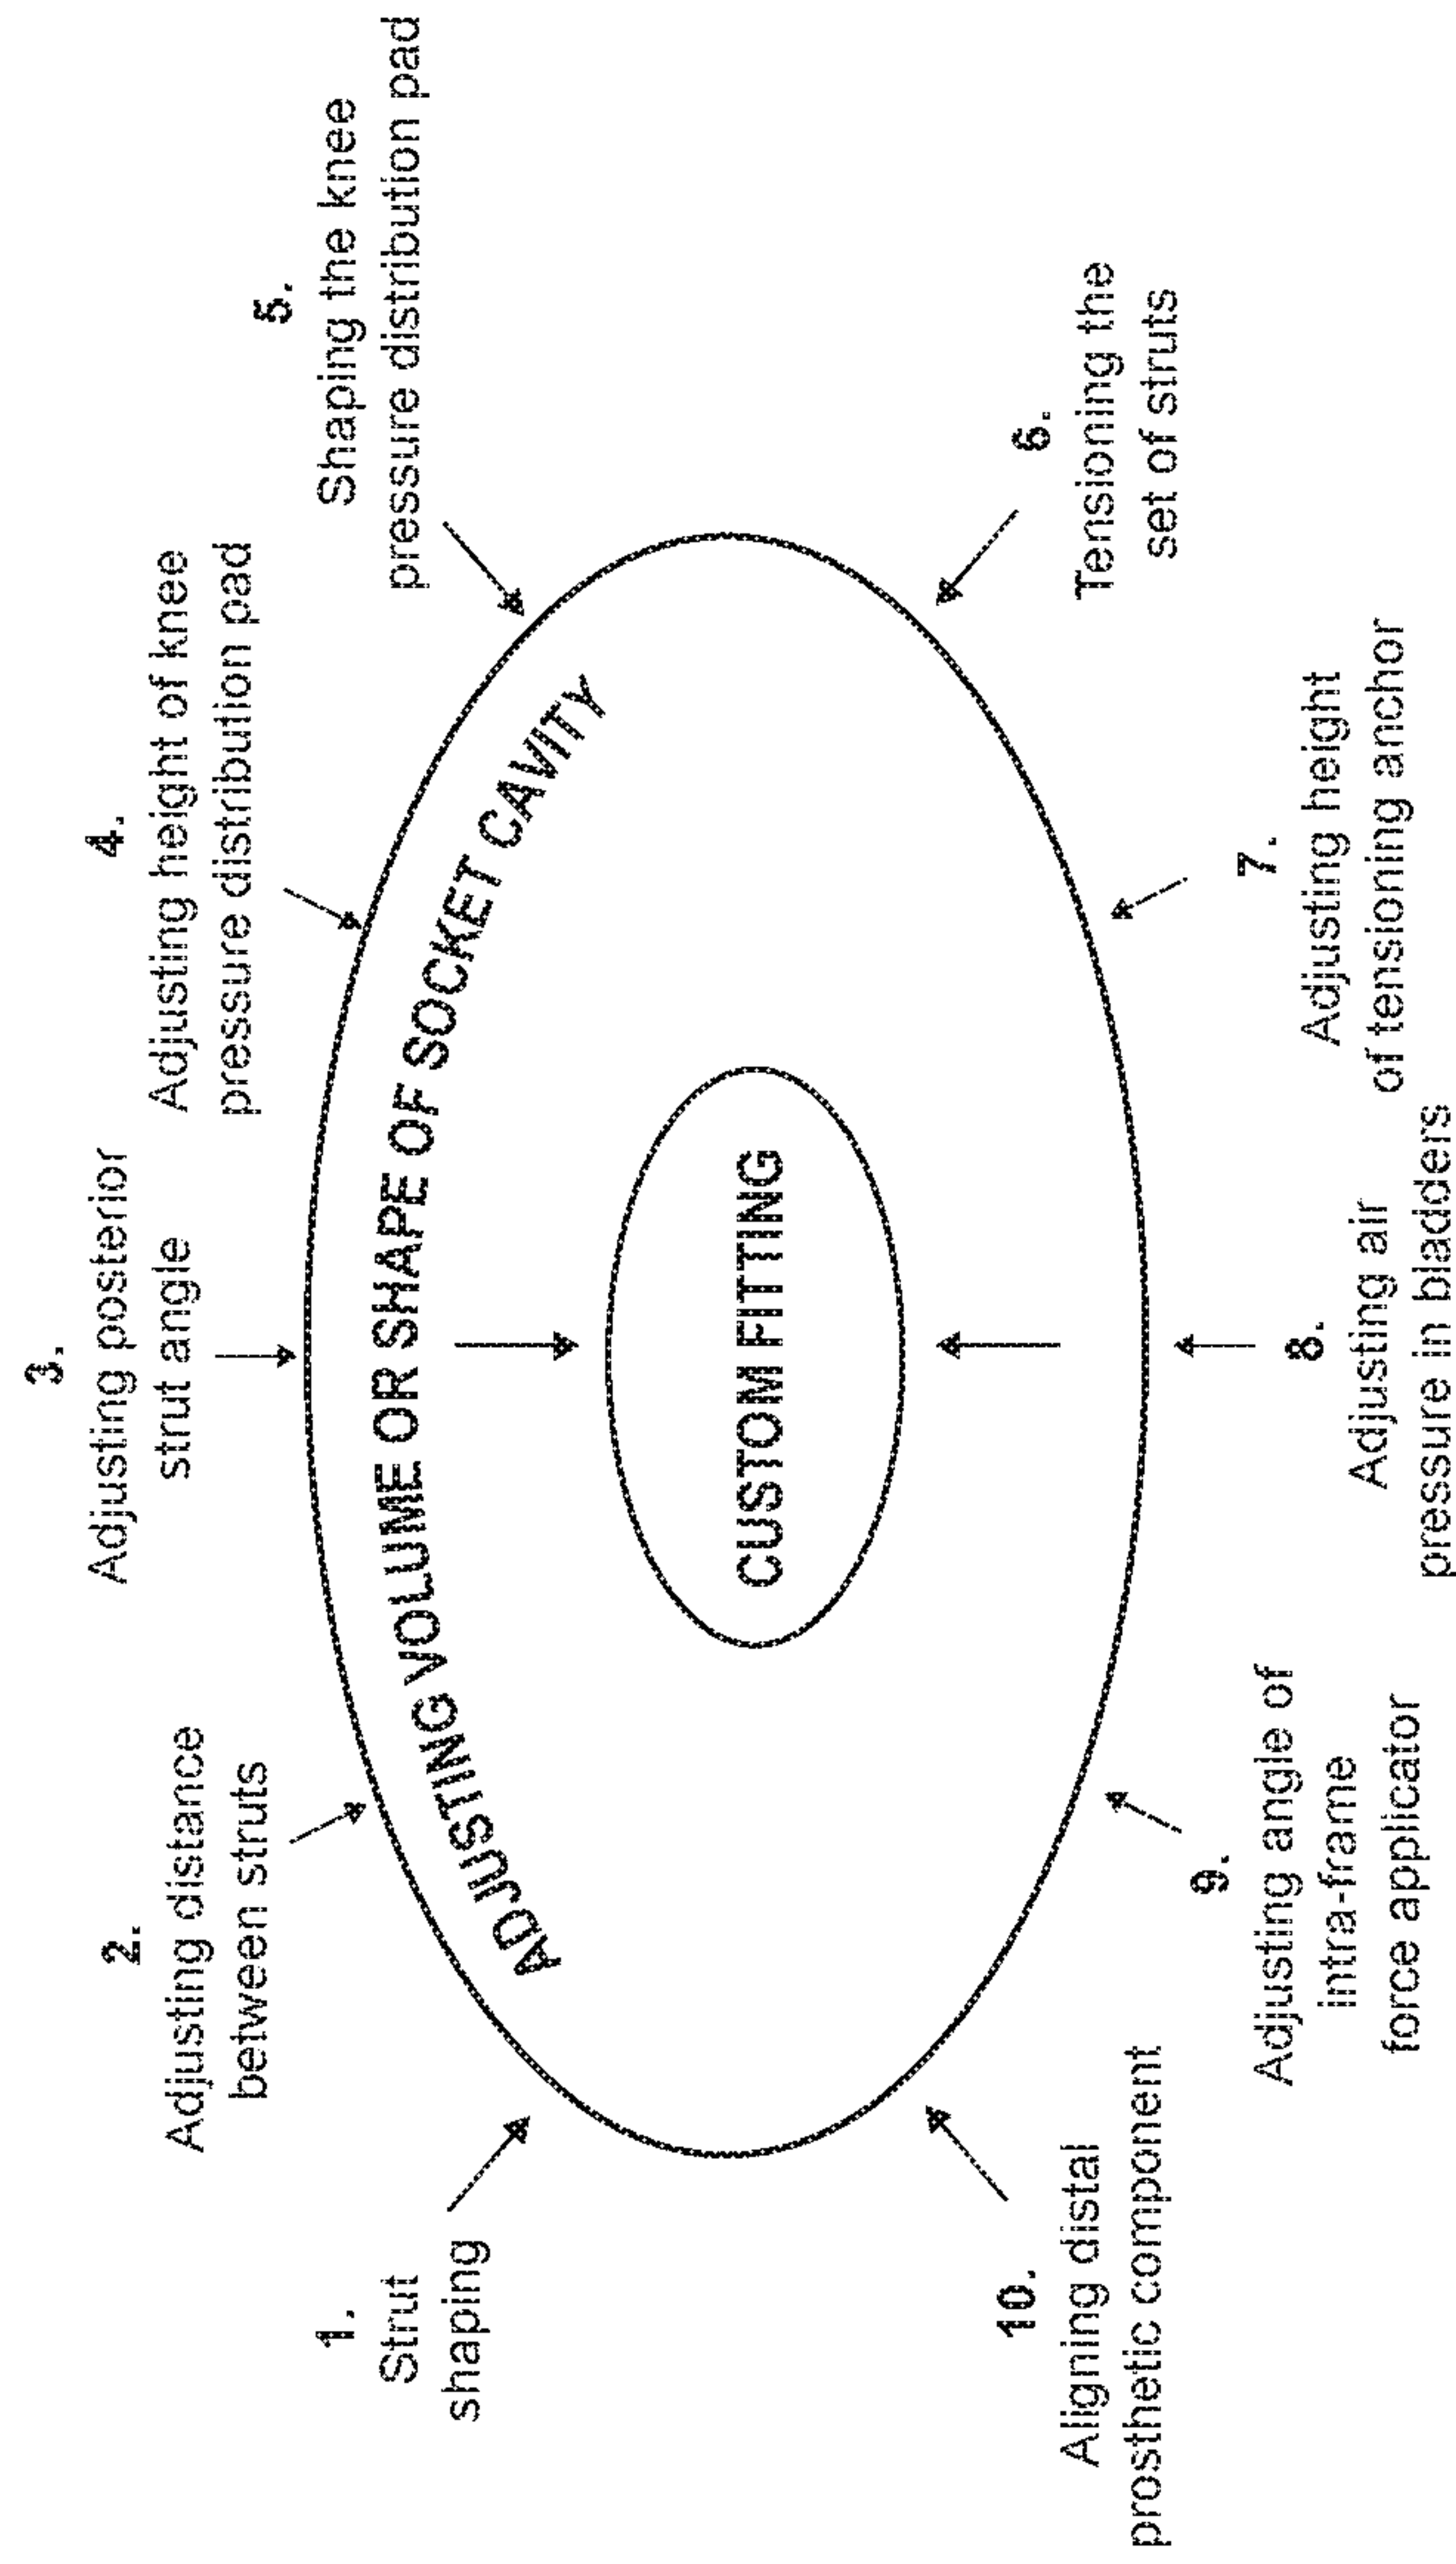 1.
Strut
shaping
2.
Adjusting distance
between struts
3.
Adjusting posterior
strut angle
4.
Adjusting height of knee
pressure distribution pad
5.
Shaping the knee
pressure distribution pad
ADJUSTING VOLUME OR SHAPE OF SOCKET CAVITY
CUSTOM FITTING
6.
Tensioning the
set of struts
7.
Adjusting height
of tensioning anchor
8.
Adjusting air
pressure in bladders
9.
Adjusting angle of
intra-frame
force applicator
10.
Aligning distal
prosthetic component